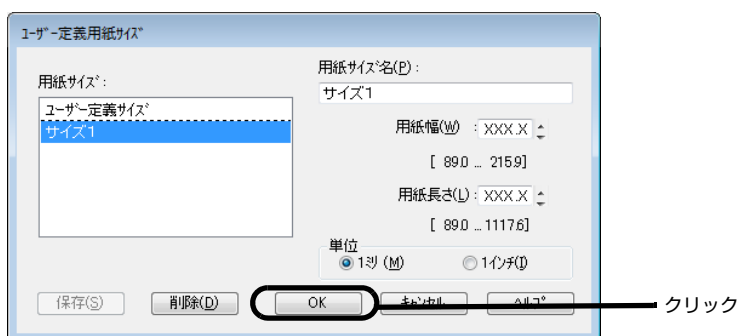 ユーザー定義用紙サイズ
用紙サイズ:
ユーザー定義サイズ
サイズ1
用紙サイズ名(P):
サイズ1
用紙幅(W) : XXX.X
[ 89.0 ... 215.9]
用紙長さ(L) : XXX.X
[ 89.0 ... 1117.6]
単位
1ミリ (M) 1インチ(I)
保存(S) 削除(D) OK キャンセル ヘルプ
クリック